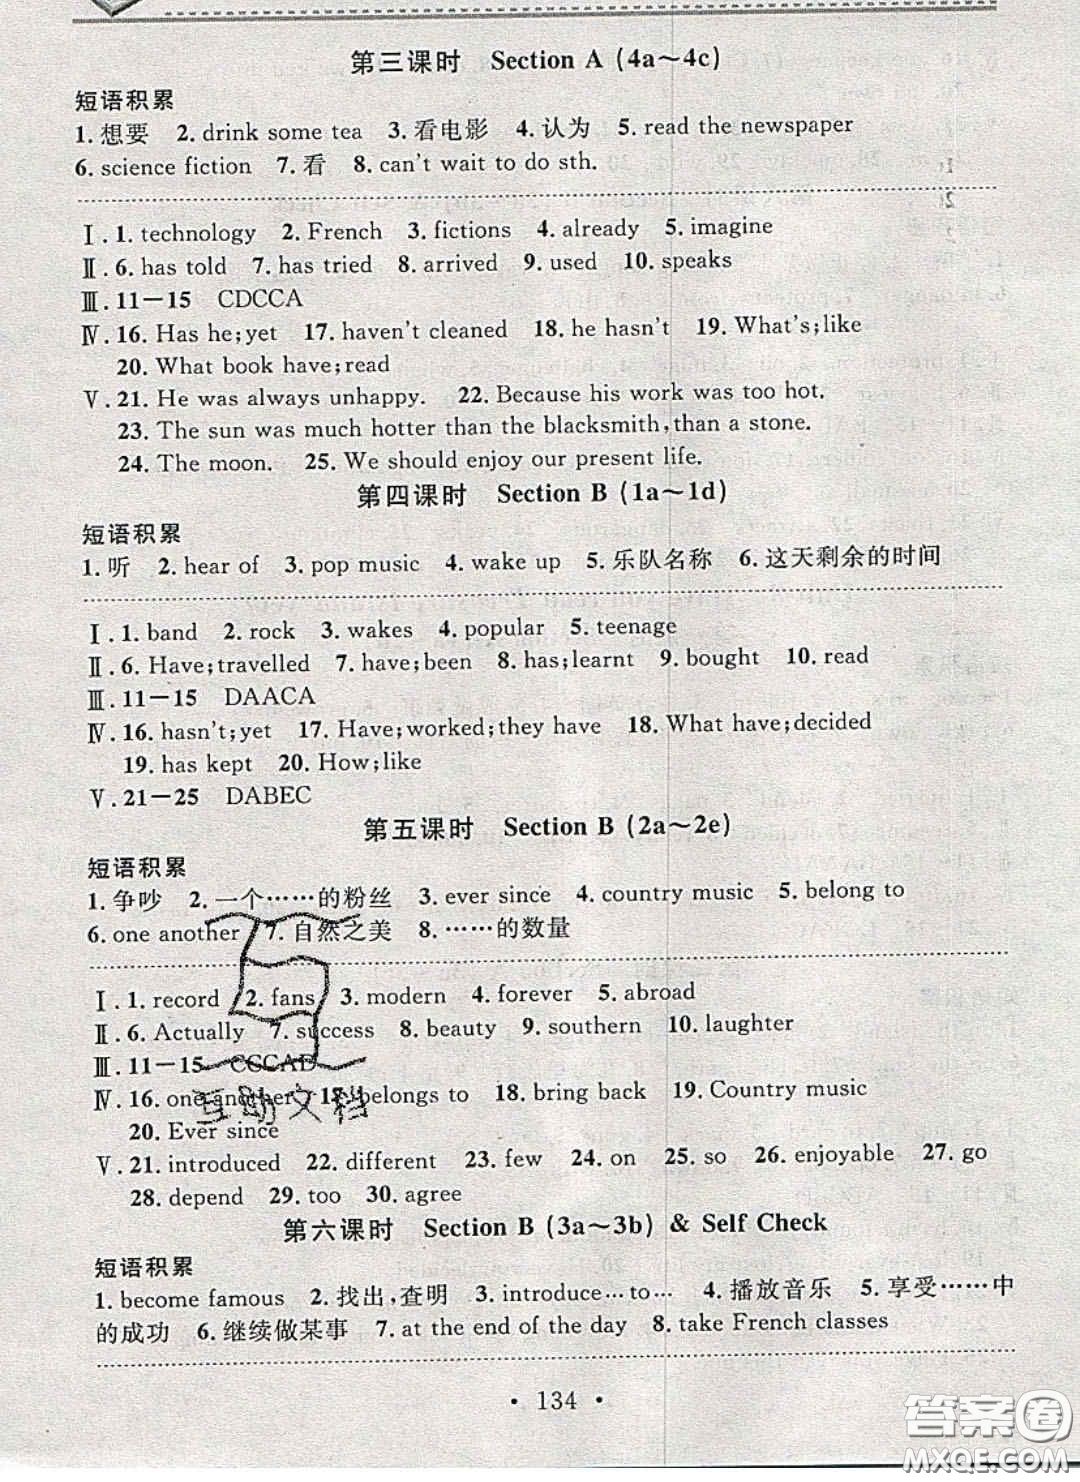 第三课时 Section A (4a～4c)
短语积累
1. 想要 2. drink some tea 3. 看电影 4. 认为 5. read the newspaper
6. science fiction 7. 看 8. can't wait to do sth.
Ⅰ. 1. technology 2. French 3. fictions 4. already 5. imagine
Ⅱ. 6. has told 7. has tried 8. arrived 9. used 10. speaks
Ⅲ. 11－15 CDCCA
Ⅳ. 16. Has he;yet 17. haven't cleaned 18. he hasn't 19. What's;like
20. What book have;read
Ⅴ. 21. He was always unhappy. 22. Because his work was too hot.
23. The sun was much hotter than the blacksmith,than a stone.
24. The moon. 25. We should enjoy our present life.
第四课时 Section B (1a～1d)
短语积累
1. 听 2. hear of 3. pop music 4. wake up 5. 乐队名称 6. 这天剩余的时间
Ⅰ. 1. band 2. rock 3. wakes 4. popular 5. teenage
Ⅱ. 6. Have;travelled 7. have;been 8. has;learnt 9. bought 10. read
Ⅲ. 11－15 DAACA
Ⅳ. 16. hasn't;yet 17. Have;worked;they have 18. What have;decided
19. has kept 20. How;like
Ⅴ. 21－25 DABEC
第五课时 Section B (2a～2e)
短语积累
1. 争吵 2. 一个……的粉丝 3. ever since 4. country music 5. belong to
6. one another 7. 自然之美 8. ……的数量
Ⅰ. 1. record 2. fans 3. modern 4. forever 5. abroad
Ⅱ. 6. Actually 7. success 8. beauty 9. southern 10. laughter
Ⅲ. 11－15 CCCAD
Ⅳ. 16. one another 17. belongs to 18. bring back 19. Country music
20. Ever since
互助文档
Ⅴ. 21. introduced 22. different 23. few 24. on 25. so 26. enjoyable 27. go
28. depend 29. too 30. agree
第六课时 Section B (3a～3b) & Self Check
短语积累
1. become famous 2. 找出,查明 3. introduce…to… 4. 播放音乐 5. 享受……中
的成功 6. 继续做某事 7. at the end of the day 8. take French classes
· 134 ·
答案圈
MXQE.COM